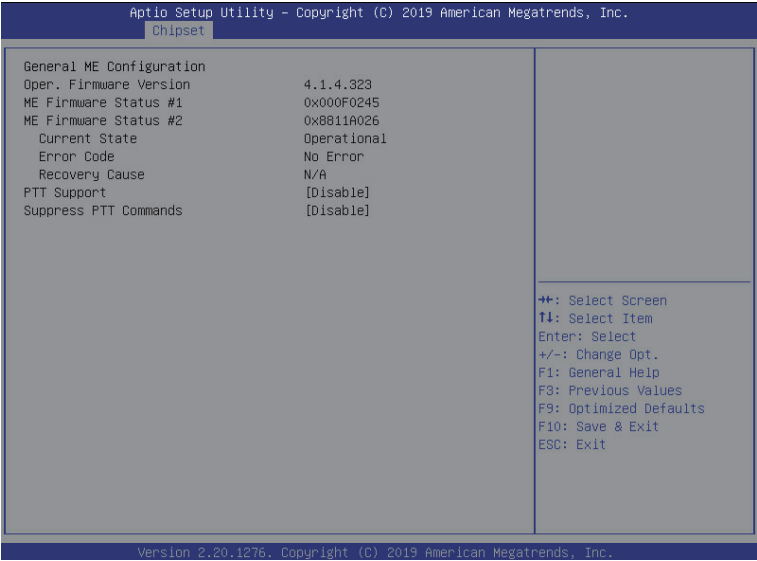 Aptio Setup Utility – Copyright (C) 2019 American Megatrends, Inc.
Chipset
General ME Configuration
Oper. Firmware Version 4.1.4.323
ME Firmware Status #1 0x000F0245
ME Firmware Status #2 0x8811A026
Current State Operational
Error Code No Error
Recovery Cause N/A
PTT Support [Disable]
Suppress PTT Commands [Disable]
→←: Select Screen
↑↓: Select Item
Enter: Select
+/-: Change Opt.
F1: General Help
F3: Previous Values
F9: Optimized Defaults
F10: Save & Exit
ESC: Exit
Version 2.20.1276. Copyright (C) 2019 American Megatrends, Inc.